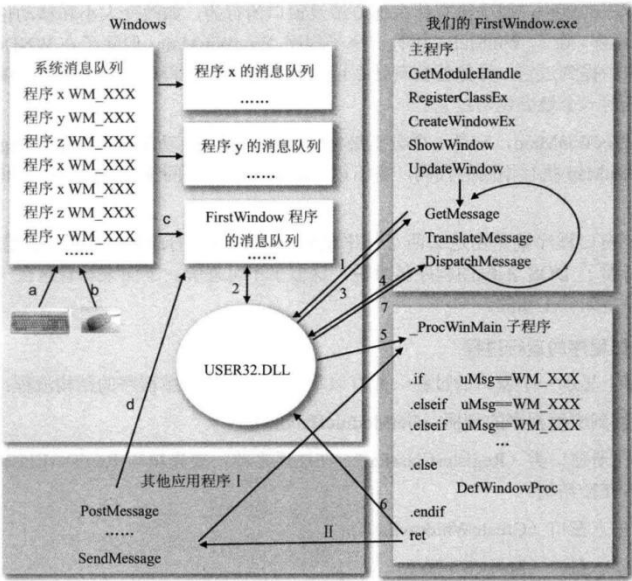 Windows
系统消息队列
程序 x WM_XXX
程序 y WM_XXX
程序 z WM_XXX
程序 x WM_XXX
程序 x WM_XXX
程序 z WM_XXX
程序 y WM_XXX
……
a
b
c
d
程序 x 的消息队列
……
程序 y 的消息队列
……
FirstWindow 程序
的消息队列
……
2
USER32.DLL
1
3
4
7
5
6
我们的 FirstWindow.exe
主程序
GetModuleHandle
RegisterClassEx
CreateWindowEx
ShowWindow
UpdateWindow
GetMessage
TranslateMessage
DispatchMessage
_ProcWinMain 子程序
.if uMsg==WM_XXX
.elseif uMsg==WM_XXX
.elseif uMsg==WM_XXX
…
.else
DefWindowProc
.endif
ret
其他应用程序 I
PostMessage
……
SendMessage
II